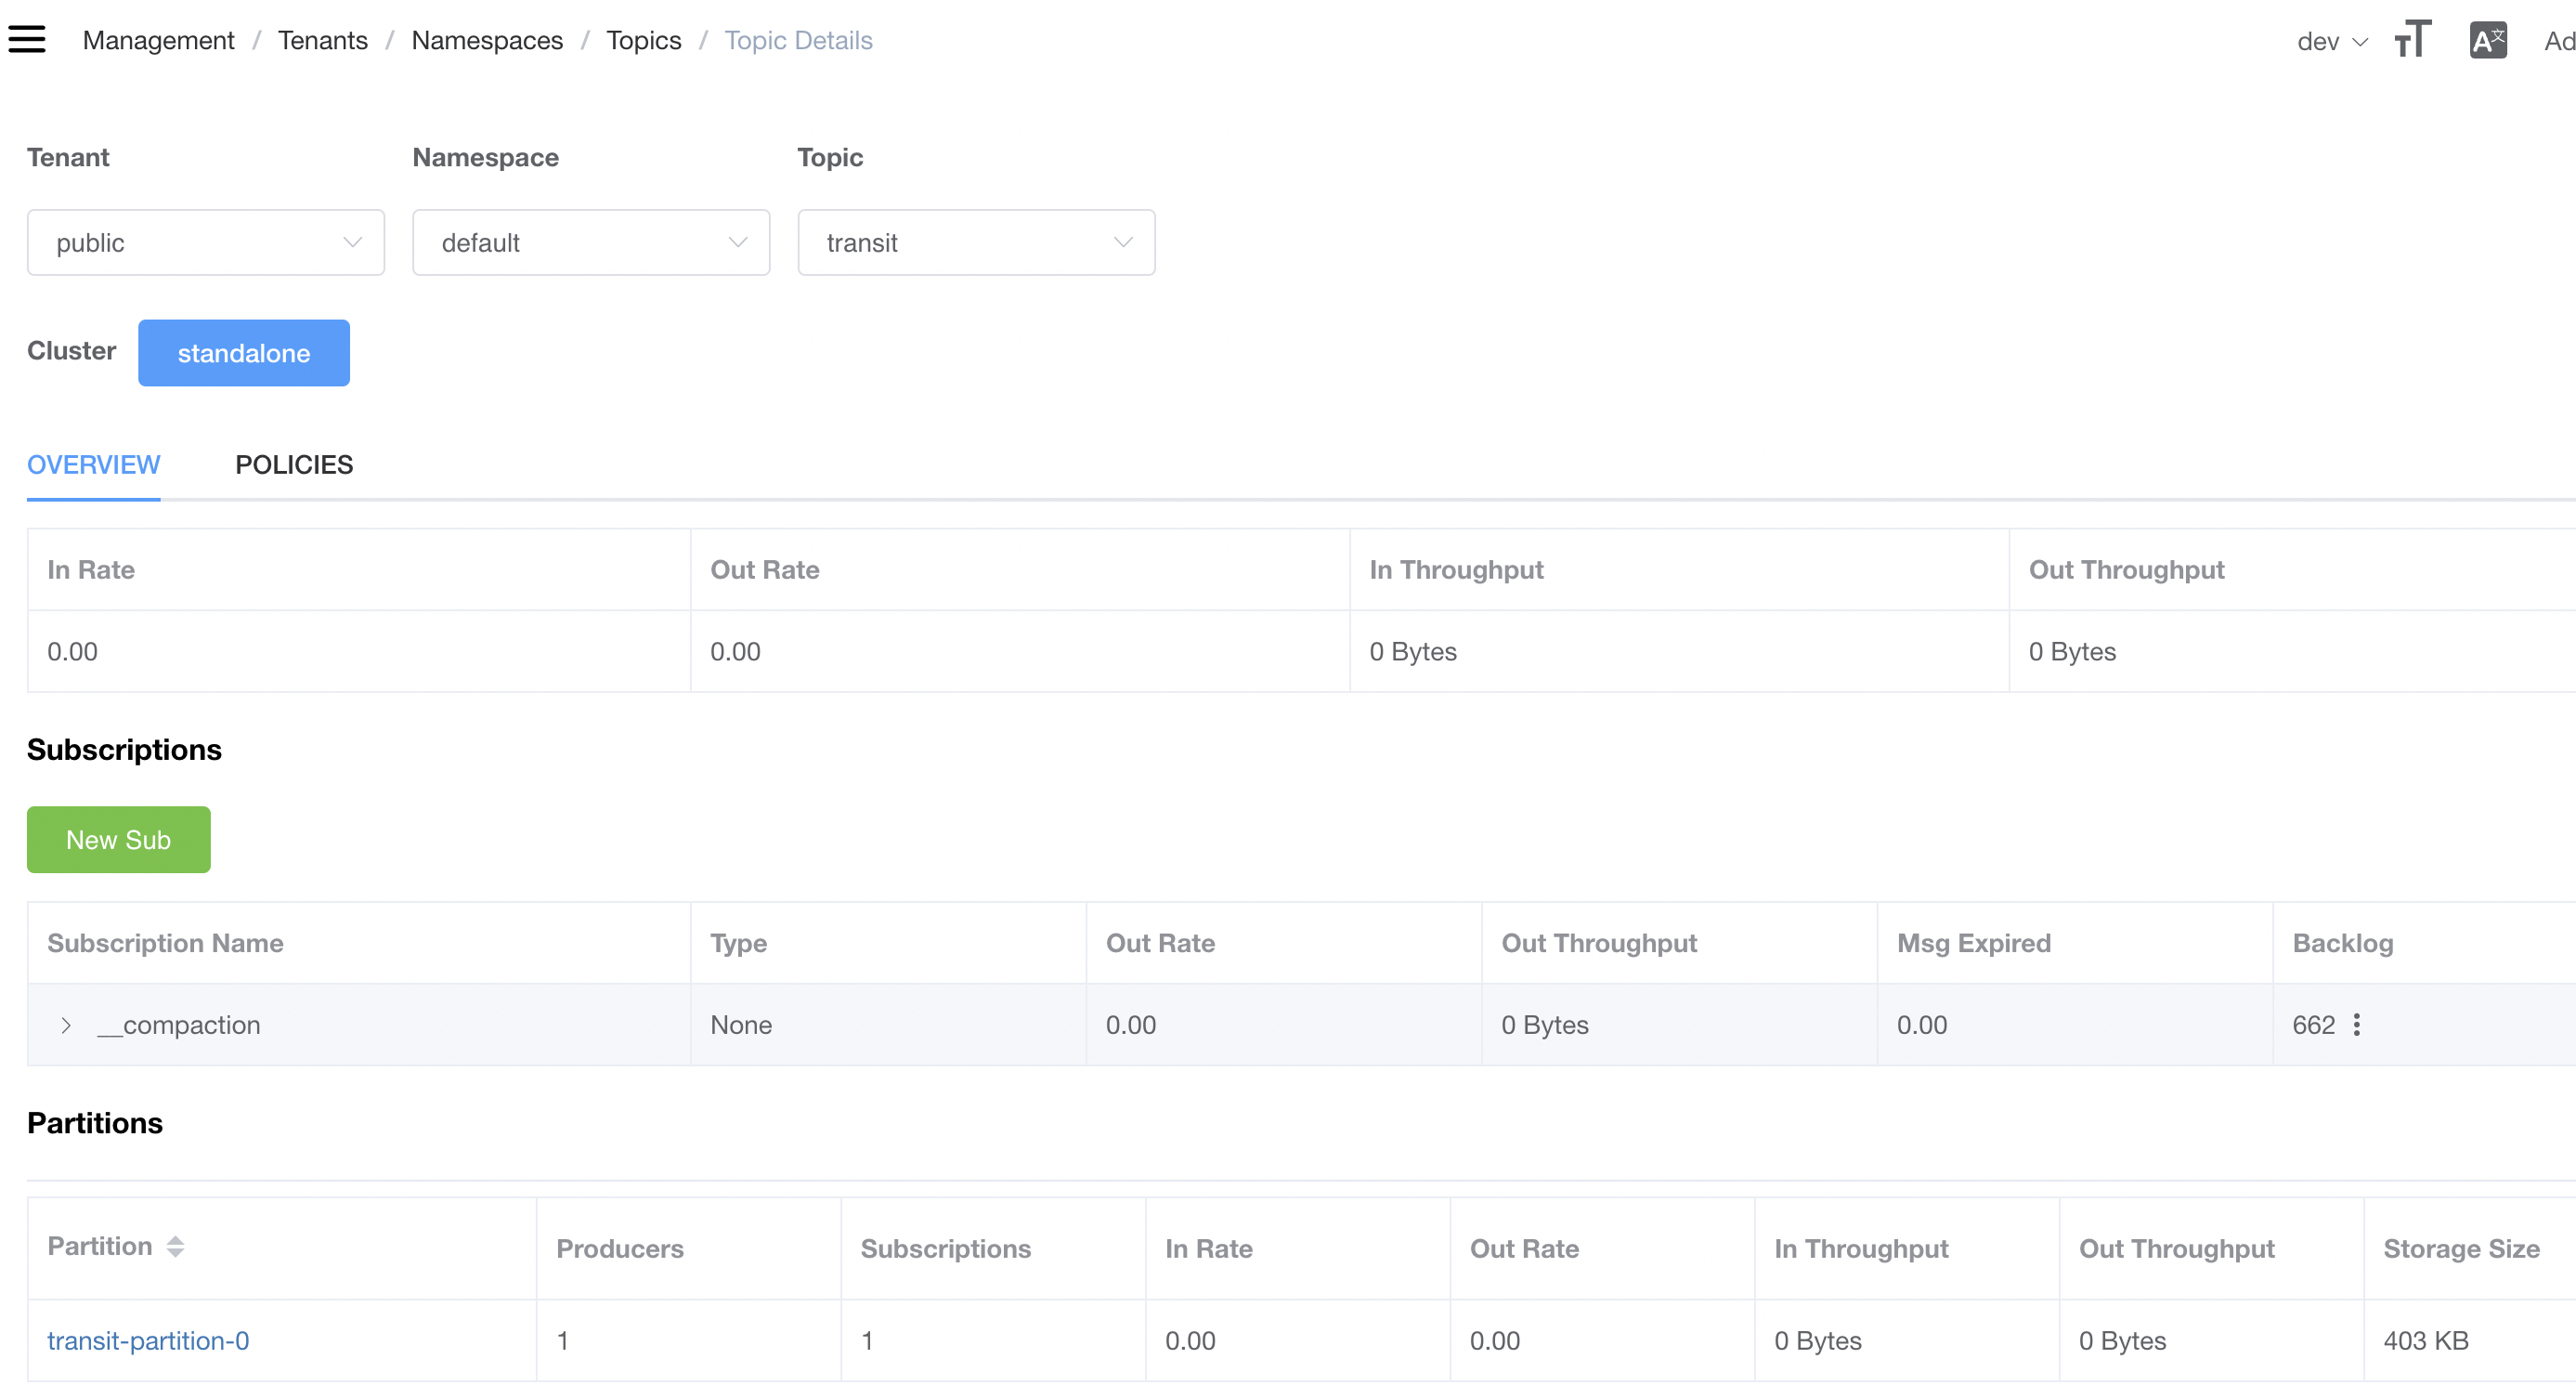 Management / Tenants / Namespaces / Topics / Topic Details dev Ad
Tenant Namespace Topic
public default transit
Cluster standalone
OVERVIEW POLICIES
In Rate Out Rate In Throughput Out Throughput
0.00 0.00 0 Bytes 0 Bytes
Subscriptions
New Sub
Subscription Name Type Out Rate Out Throughput Msg Expired Backlog
__compaction None 0.00 0 Bytes 0.00 662
Partitions
Partition Producers Subscriptions In Rate Out Rate In Throughput Out Throughput Storage Size
transit-partition-0 1 1 0.00 0.00 0 Bytes 0 Bytes 403 KB